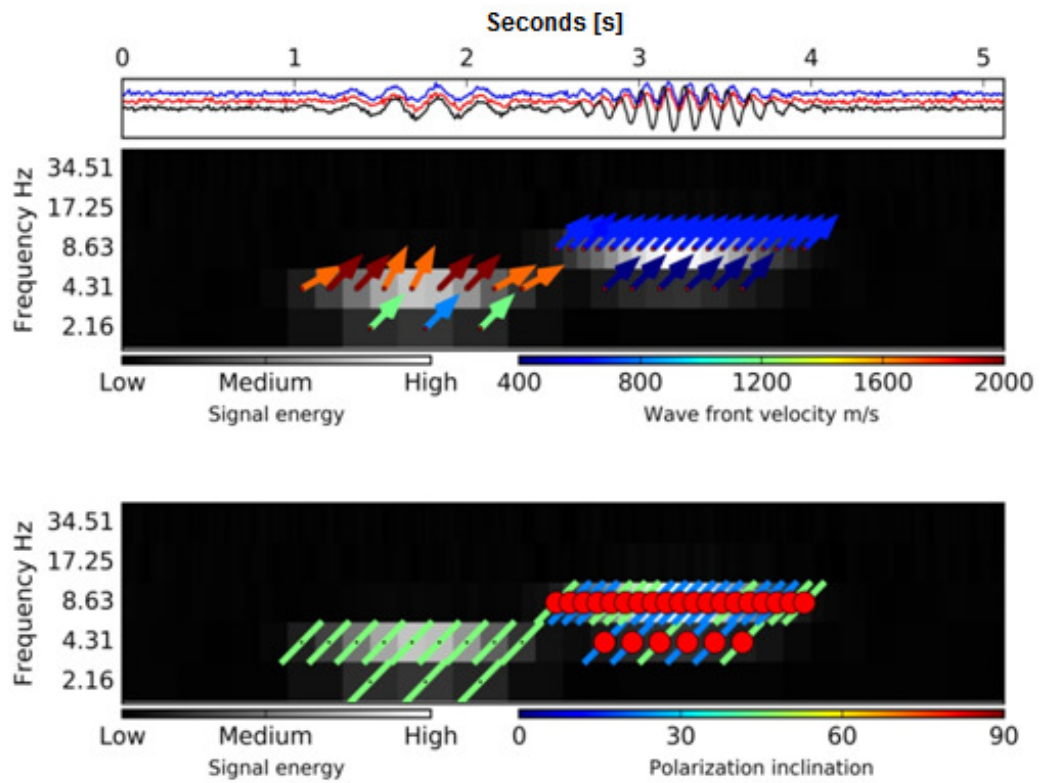 Seconds [s]
0 1 2 3 4 5
Frequency Hz
34.51
17.25
8.63
4.31
2.16
Low Medium High 400 800 1200 1600 2000
Signal energy Wave front velocity m/s
Frequency Hz
34.51
17.25
8.63
4.31
2.16
Low Medium High 0 30 60 90
Signal energy Polarization inclination